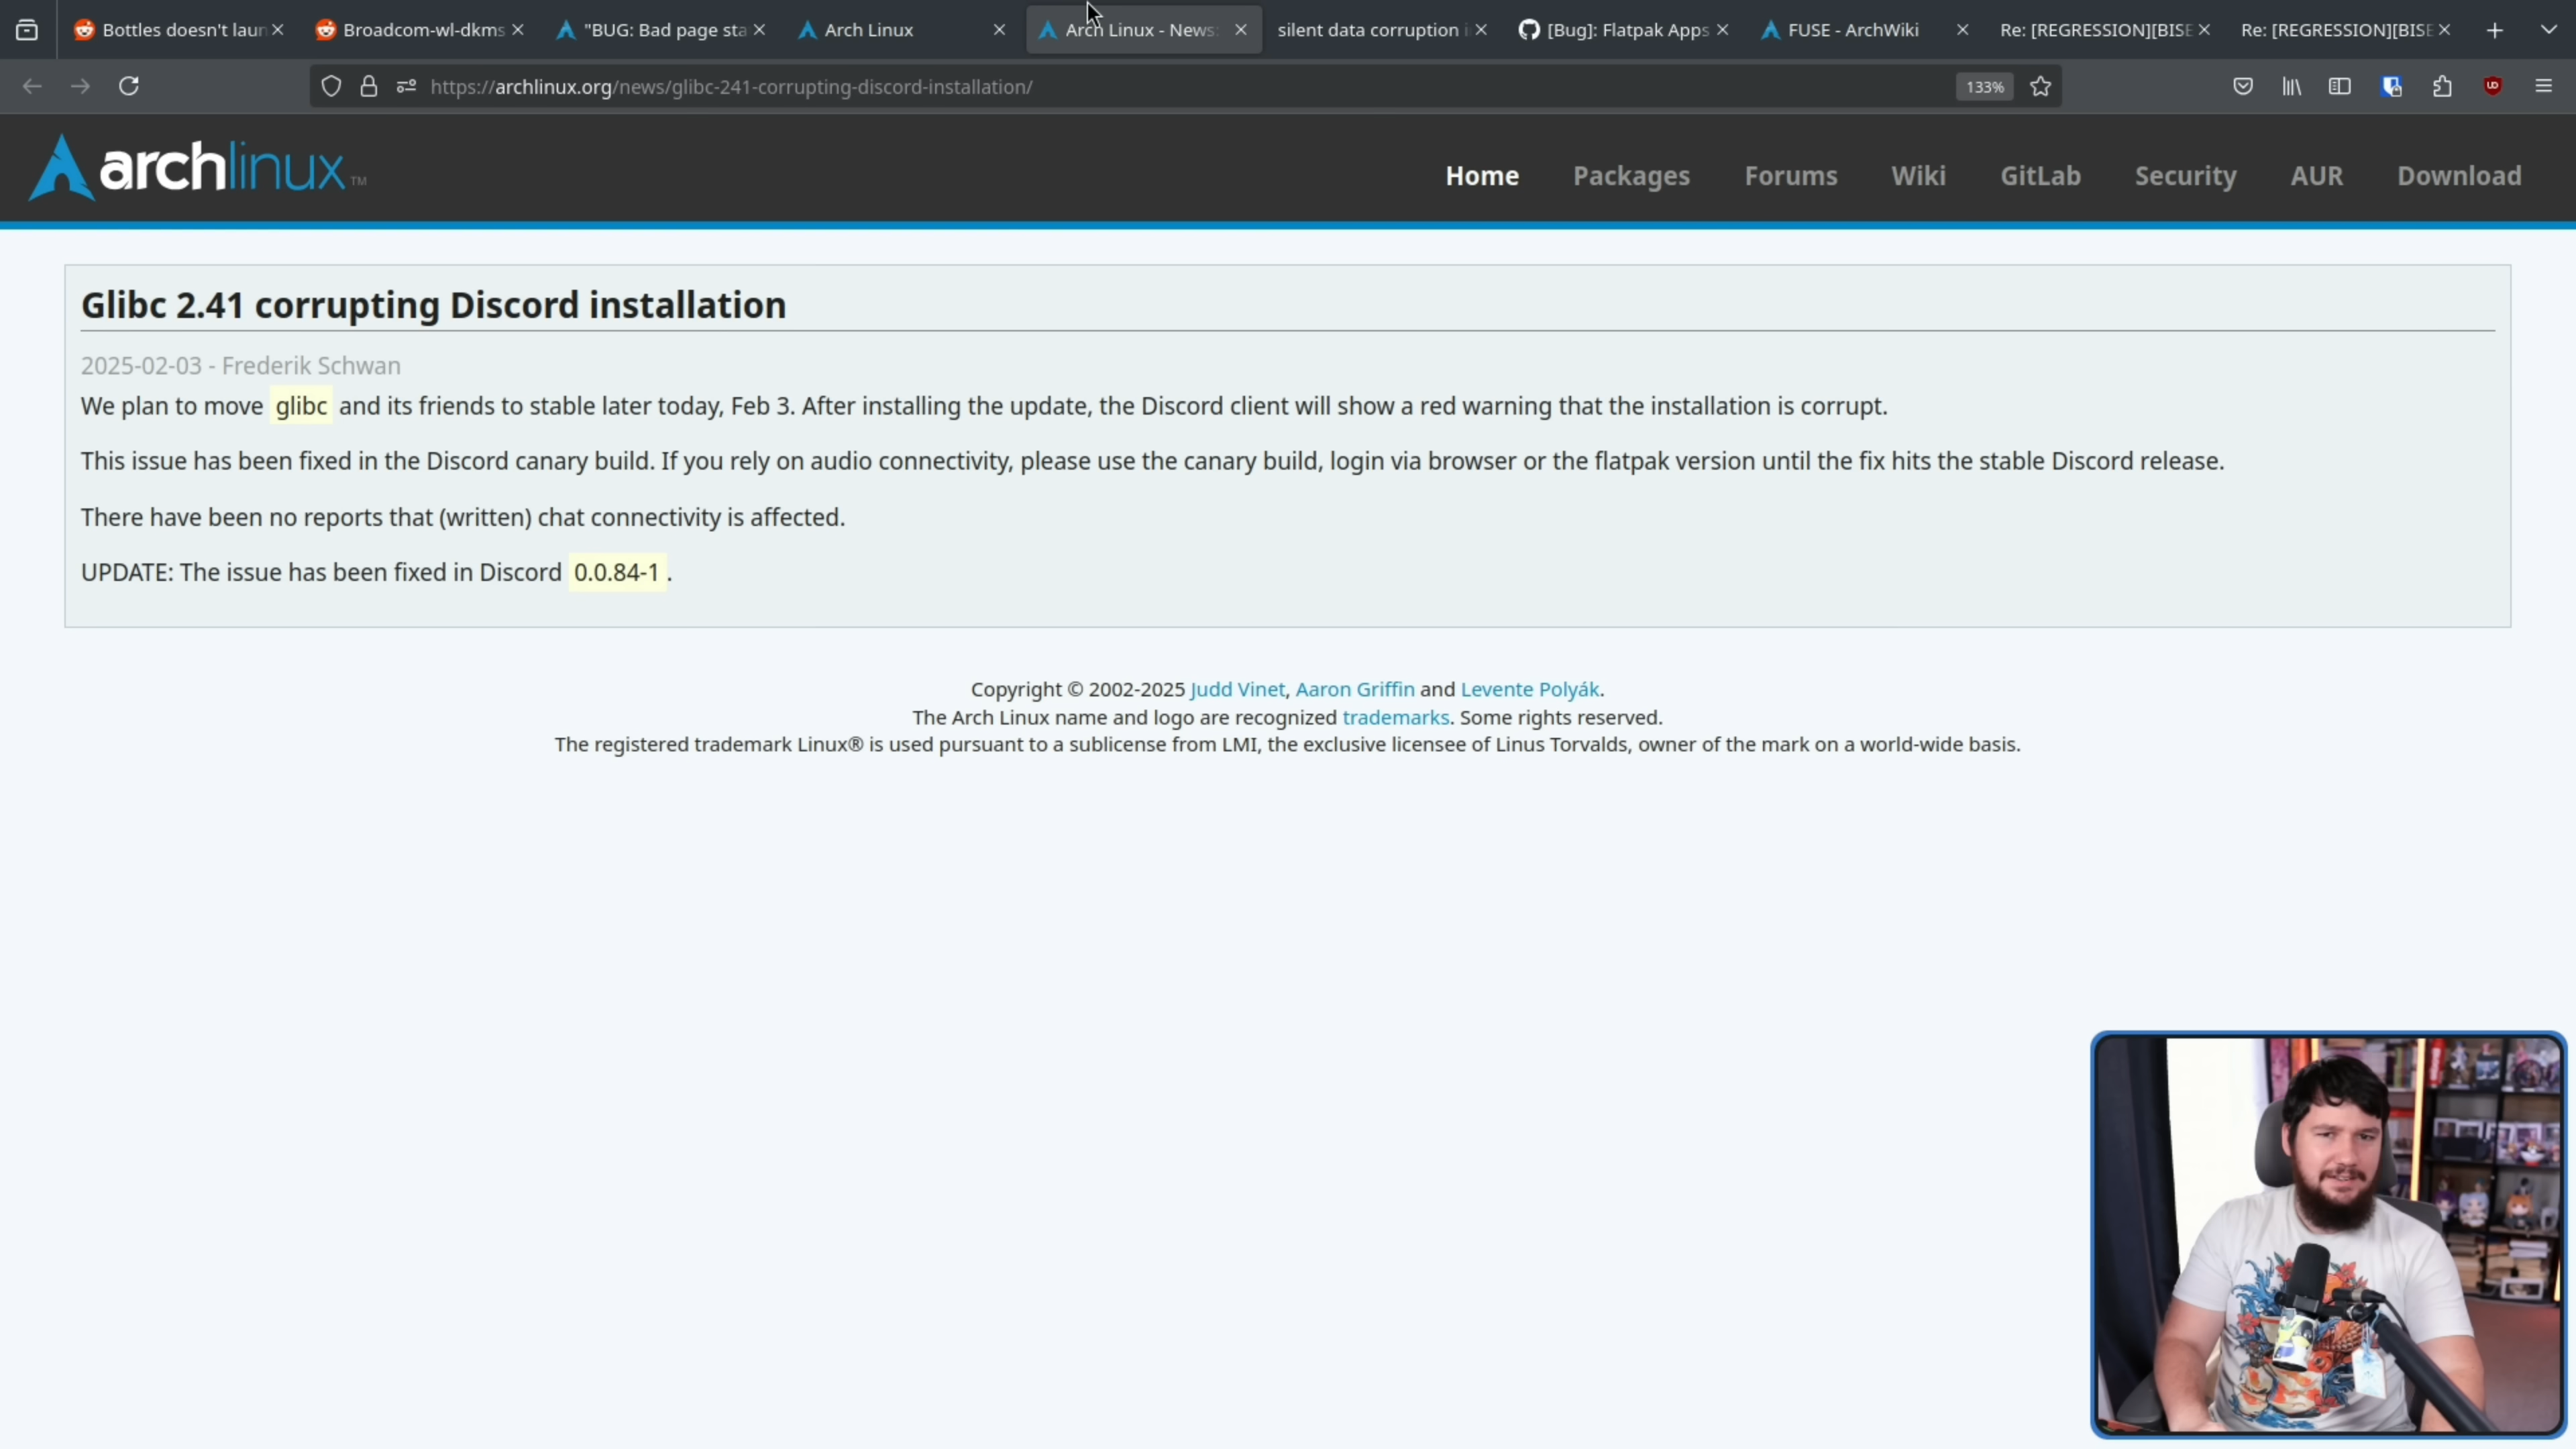 Bottles doesn't laun
Broadcom-wl-dkms
"BUG: Bad page sta
Arch Linux
Arch Linux - News:
silent data corruption i
[Bug]: Flatpak Apps
FUSE - ArchWiki
Re: [REGRESSION][BISE
Re: [REGRESSION][BISE
https://archlinux.org/news/glibc-241-corrupting-discord-installation/
133%
archlinux™
Home
Packages
Forums
Wiki
GitLab
Security
AUR
Download
Glibc 2.41 corrupting Discord installation
2025-02-03 - Frederik Schwan
We plan to move glibc and its friends to stable later today, Feb 3. After installing the update, the Discord client will show a red warning that the installation is corrupt.
This issue has been fixed in the Discord canary build. If you rely on audio connectivity, please use the canary build, login via browser or the flatpak version until the fix hits the stable Discord release.
There have been no reports that (written) chat connectivity is affected.
UPDATE: The issue has been fixed in Discord 0.0.84-1.
Copyright © 2002-2025 Judd Vinet, Aaron Griffin and Levente Polyák.
The Arch Linux name and logo are recognized trademarks. Some rights reserved.
The registered trademark Linux® is used pursuant to a sublicense from LMI, the exclusive licensee of Linus Torvalds, owner of the mark on a world-wide basis.